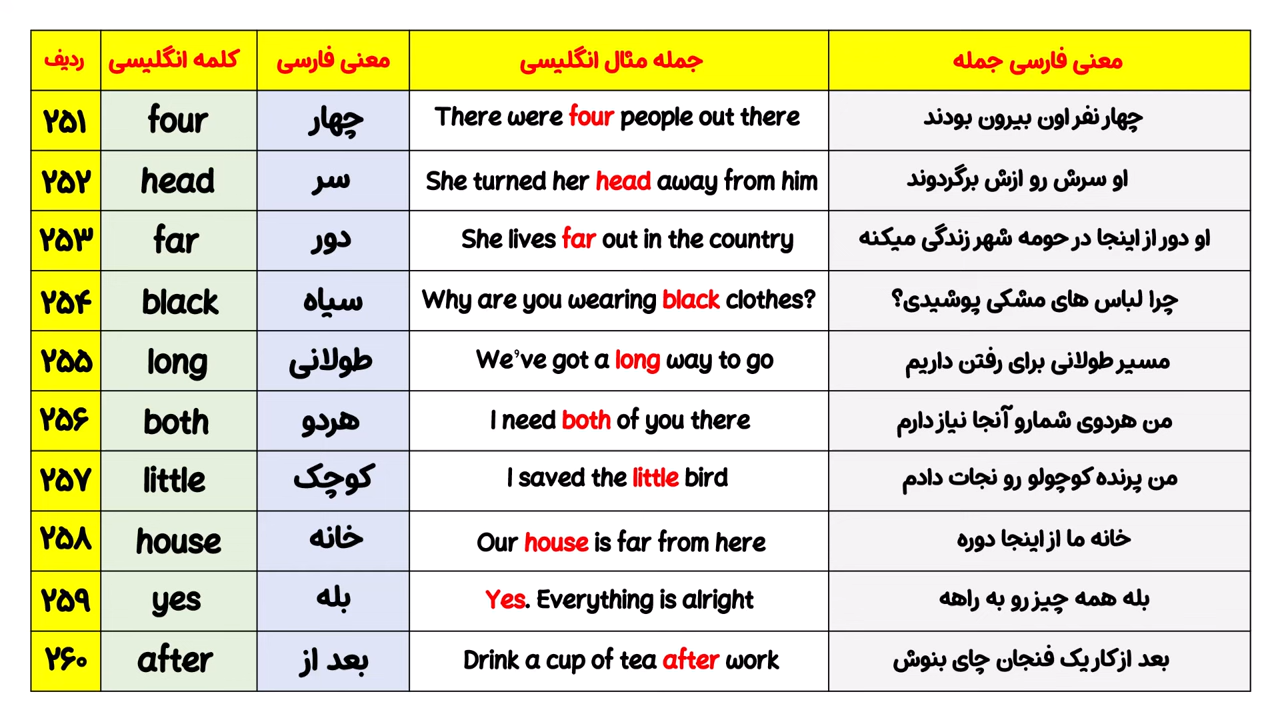 ردیف کلمه انگلیسی معنی فارسی جمله مثال انگلیسی معنی فارسی جمله
۲۵۱ four چهار There were four people out there چهار نفر اون بیرون بودند
۲۵۲ head سر She turned her head away from him او سرش رو ازش برگردوند
۲۵۳ far دور She lives far out in the country او دور از اینجا در حومه شهر زندگی میکنه
۲۵۴ black سیاه Why are you wearing black clothes? چرا لباس های مشکی پوشیدی؟
۲۵۵ long طولانی We've got a long way to go مسیر طولانی برای رفتن داریم
۲۵۶ both هردو I need both of you there من هردوی شمارو آنجا نیاز دارم
۲۵۷ little کوچک I saved the little bird من پرنده کوچولو رو نجات دادم
۲۵۸ house خانه Our house is far from here خانه ما از اینجا دوره
۲۵۹ yes بله Yes. Everything is alright بله همه چیز رو به راهه
۲۶۰ after بعد از Drink a cup of tea after work بعد از کار یک فنجان چای بنوش